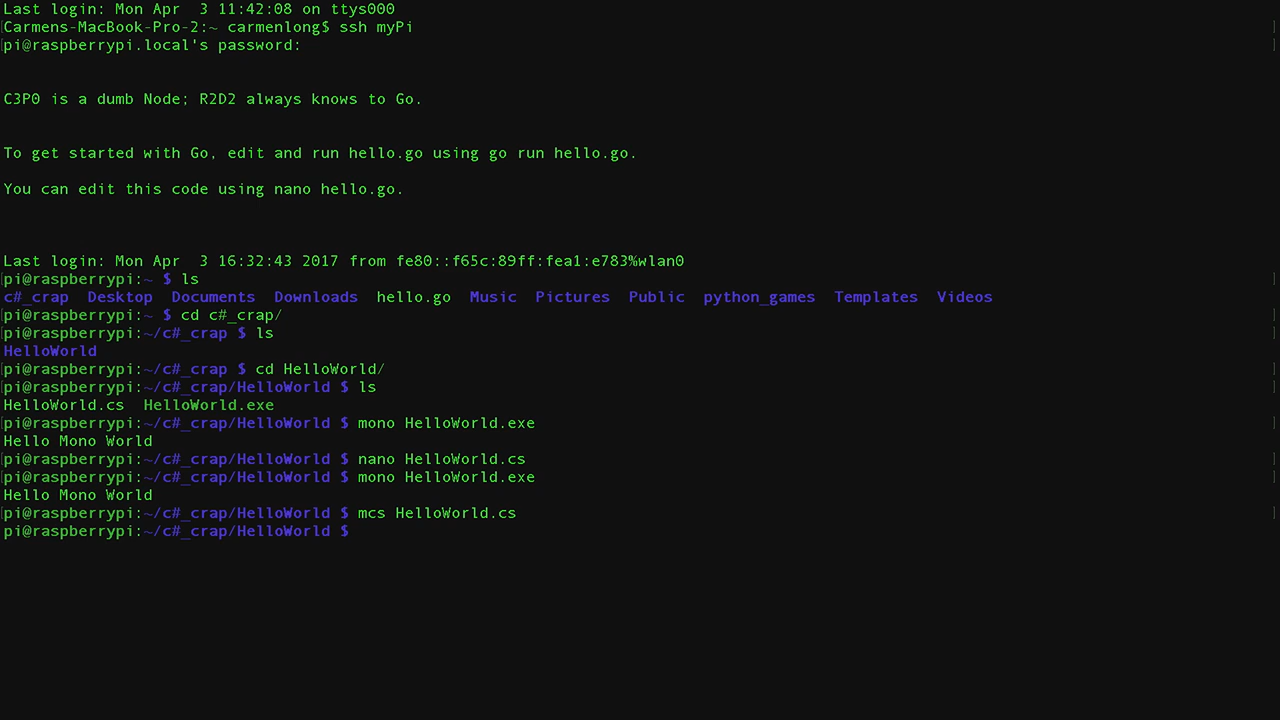 Last login: Mon Apr  3 11:42:08 on ttys000
Carmens-MacBook-Pro-2:~ carmenlong$ ssh myPi
pi@raspberrypi.local's password:
C3P0 is a dumb Node; R2D2 always knows to Go.
To get started with Go, edit and run hello.go using go run hello.go.
You can edit this code using nano hello.go.
Last login: Mon Apr  3 16:32:43 2017 from fe80::f65c:89ff:fea1:e783%wlan0
pi@raspberrypi:~ $ ls
c#_crap  Desktop  Documents  Downloads  hello.go  Music  Pictures  Public  python_games  Templates  Videos
pi@raspberrypi:~ $ cd c#_crap/
pi@raspberrypi:~/c#_crap $ ls
HelloWorld
pi@raspberrypi:~/c#_crap $ cd HelloWorld/
pi@raspberrypi:~/c#_crap/HelloWorld $ ls
HelloWorld.cs  HelloWorld.exe
pi@raspberrypi:~/c#_crap/HelloWorld $ mono HelloWorld.exe
Hello Mono World
pi@raspberrypi:~/c#_crap/HelloWorld $ nano HelloWorld.cs
pi@raspberrypi:~/c#_crap/HelloWorld $ mono HelloWorld.exe
Hello Mono World
pi@raspberrypi:~/c#_crap/HelloWorld $ mcs HelloWorld.cs
pi@raspberrypi:~/c#_crap/HelloWorld $